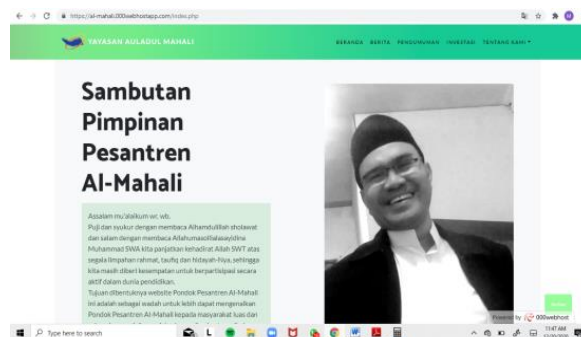 https://al-mahali.000webhostapp.com/index.php
YAYASAN AULADUL MAHALI
BERANDA BERITA PENGUMUMAN INVESTASI TENTANG KAMI
Sambutan
Pimpinan
Pesantren
Al-Mahali
Assalam mu'alaikum wr, wb.
Puji dan syukur dengan membaca Alhamdulillah sholawat
dan salam dengan membaca Allahumasolliala
Muhammad SWA kita panjatkan kehadirat Allah SWT atas
segala limpahan rahmat, taufiq dan hidayah-Nya, sehingga
kita masih diberi kesempatan untuk berpartisipasi secara
aktif dalam dunia pendidikan.
Tujuan dibentuknya website Pondok Pesantren Al-Mahali
ini adalah sebagai wadah untuk lebih dapat mengenalkan
Pondok Pesantren Al-Mahali kepada masyarakat luas dan
Powered by 000webhost
Type here to search
11:47 AM